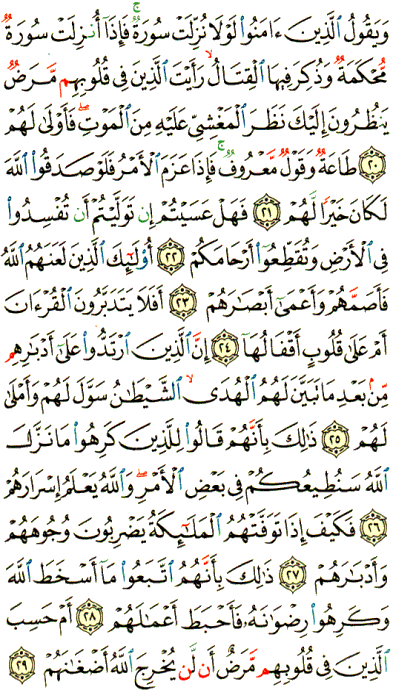 وَيَقُولُ ٱلَّذِينَ ءَامَنُوا۟ لَوْلَا نُزِّلَتْ سُورَةٌ ۖ فَإِذَآ أُنزِلَتْ سُورَةٌ
مُّحْكَمَةٌ وَذُكِرَ فِيهَا ٱلْقِتَالُ ۙ رَأَيْتَ ٱلَّذِينَ فِى قُلُوبِهِم مَّرَضٌ
يَنظُرُونَ إِلَيْكَ نَظَرَ ٱلْمَغْشِىِّ عَلَيْهِ مِنَ ٱلْمَوْتِ ۖ فَأَوْلَىٰ لَهُمْ
﴿٢٠﴾ طَاعَةٌ وَقَوْلٌ مَّعْرُوفٌ ۚ فَإِذَا عَزَمَ ٱلْأَمْرُ فَلَوْ صَدَقُوا۟ ٱللَّهَ
لَكَانَ خَيْرًا لَّهُمْ ﴿٢١﴾ فَهَلْ عَسَيْتُمْ إِن تَوَلَّيْتُمْ أَن تُفْسِدُوا۟
فِى ٱلْأَرْضِ وَتُقَطِّعُوٓا۟ أَرْحَامَكُمْ ﴿٢٢﴾ أُو۟لَـٰٓئِكَ ٱلَّذِينَ لَعَنَهُمُ ٱللَّهُ
فَأَصَمَّهُمْ وَأَعْمَىٰٓ أَبْصَـٰرَهُمْ ﴿٢٣﴾ أَفَلَا يَتَدَبَّرُونَ ٱلْقُرْءَانَ
أَمْ عَلَىٰ قُلُوبٍ أَقْفَالُهَآ ﴿٢٤﴾ إِنَّ ٱلَّذِينَ ٱرْتَدُّوا۟ عَلَىٰٓ أَدْبَـٰرِهِم
مِّنۢ بَعْدِ مَا تَبَيَّنَ لَهُمُ ٱلْهُدَى ۙ ٱلشَّيْطَـٰنُ سَوَّلَ لَهُمْ وَأَمْلَىٰ
لَهُمْ ﴿٢٥﴾ ذَٰلِكَ بِأَنَّهُمْ قَالُوا۟ لِلَّذِينَ كَرِهُوا۟ مَا نَزَّلَ
ٱللَّهُ سَنُطِيعُكُمْ فِى بَعْضِ ٱلْأَمْرِ ۖ وَٱللَّهُ يَعْلَمُ إِسْرَارَهُمْ
﴿٢٦﴾ فَكَيْفَ إِذَا تَوَفَّتْهُمُ ٱلْمَلَـٰٓئِكَةُ يَضْرِبُونَ وُجُوهَهُمْ
وَأَدْبَـٰرَهُمْ ﴿٢٧﴾ ذَٰلِكَ بِأَنَّهُمُ ٱتَّبَعُوا۟ مَآ أَسْخَطَ ٱللَّهَ
وَكَرِهُوا۟ رِضْوَٰنَهُۥ فَأَحْبَطَ أَعْمَـٰلَهُمْ ﴿٢٨﴾ أَمْ حَسِبَ
ٱلَّذِينَ فِى قُلُوبِهِم مَّرَضٌ أَن لَّن يُخْرِجَ ٱللَّهُ أَضْغَـٰنَهُمْ ﴿٢٩﴾